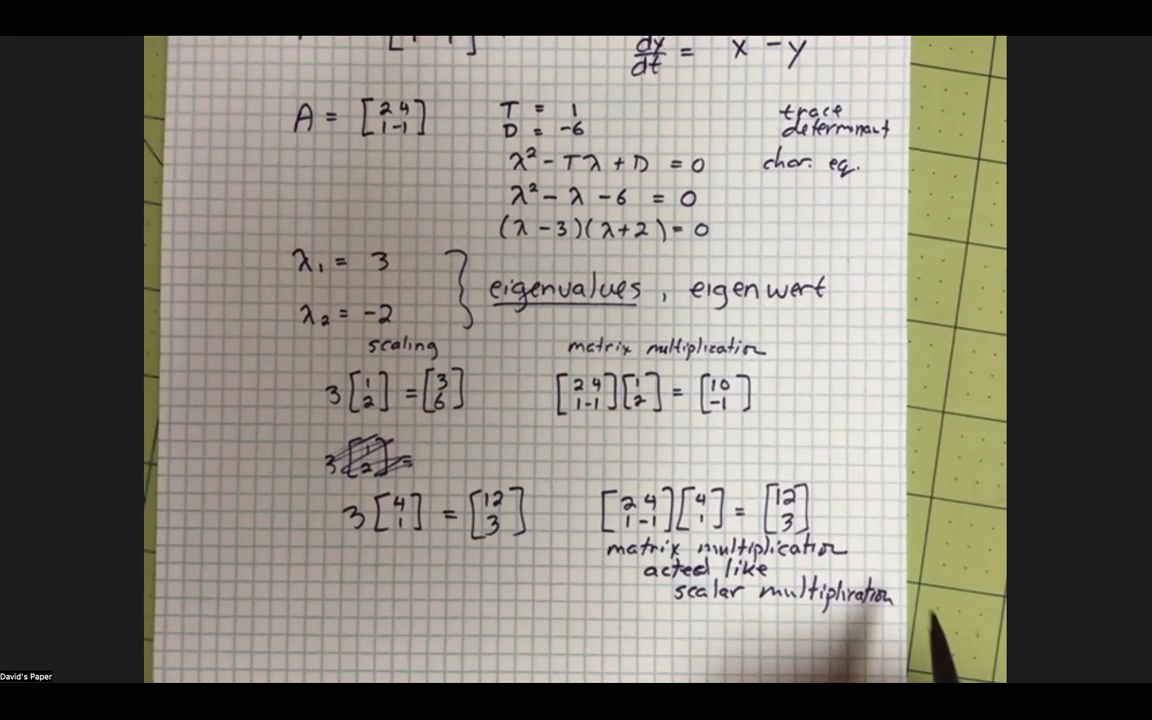 dy/dt = x - y
A = [2 4; 1 -1] T = 1 trace
D = -6 determinant
λ² - Tλ + D = 0 char. eq.
λ² - λ - 6 = 0
(λ - 3)(λ + 2) = 0
λ₁ = 3
eigenvalues, eigenwert
λ₂ = -2
scaling matrix multiplication
3 [1; 2] = [3; 6] [2 4; 1 -1] [1; 2] = [10; -1]
3 [1; 2] =
3 [4; 1] = [12; 3] [2 4; 1 -1] [4; 1] = [12; 3]
matrix multiplication
acted like
scalar multiplication
David's Paper